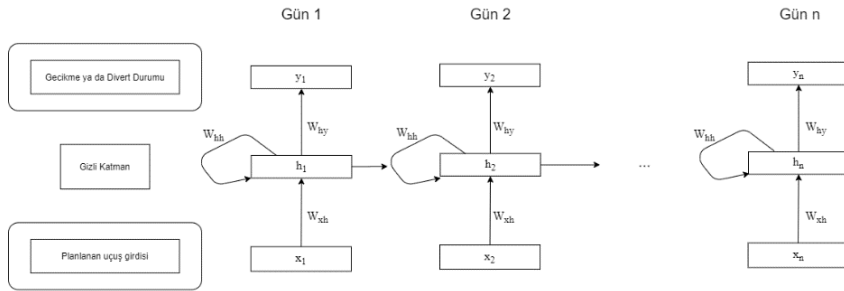 Gün 1
Gün 2
Gün n
Gecikme ya da Divert Durumu
y1
y2
yn
Whh
Why
Whh
Why
Whh
Why
Gizli Katman
h1
h2
...
hn
Wxh
Wxh
Wxh
Planlanan uçuş girdisi
x1
x2
xn